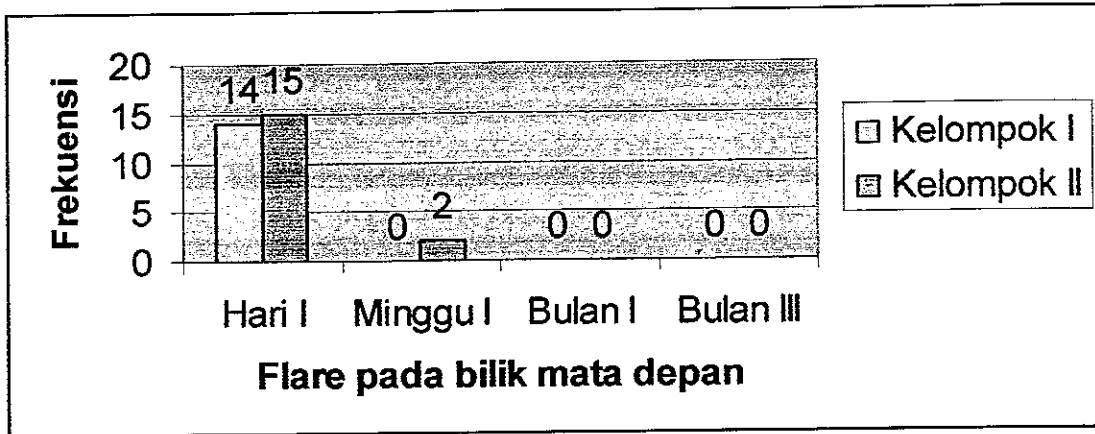 Frekuensi
20
15
10
5
0
14 15
0 2
0 0
0 0
Hari I Minggu I Bulan I Bulan III
Flare pada bilik mata depan
Kelompok I
Kelompok II